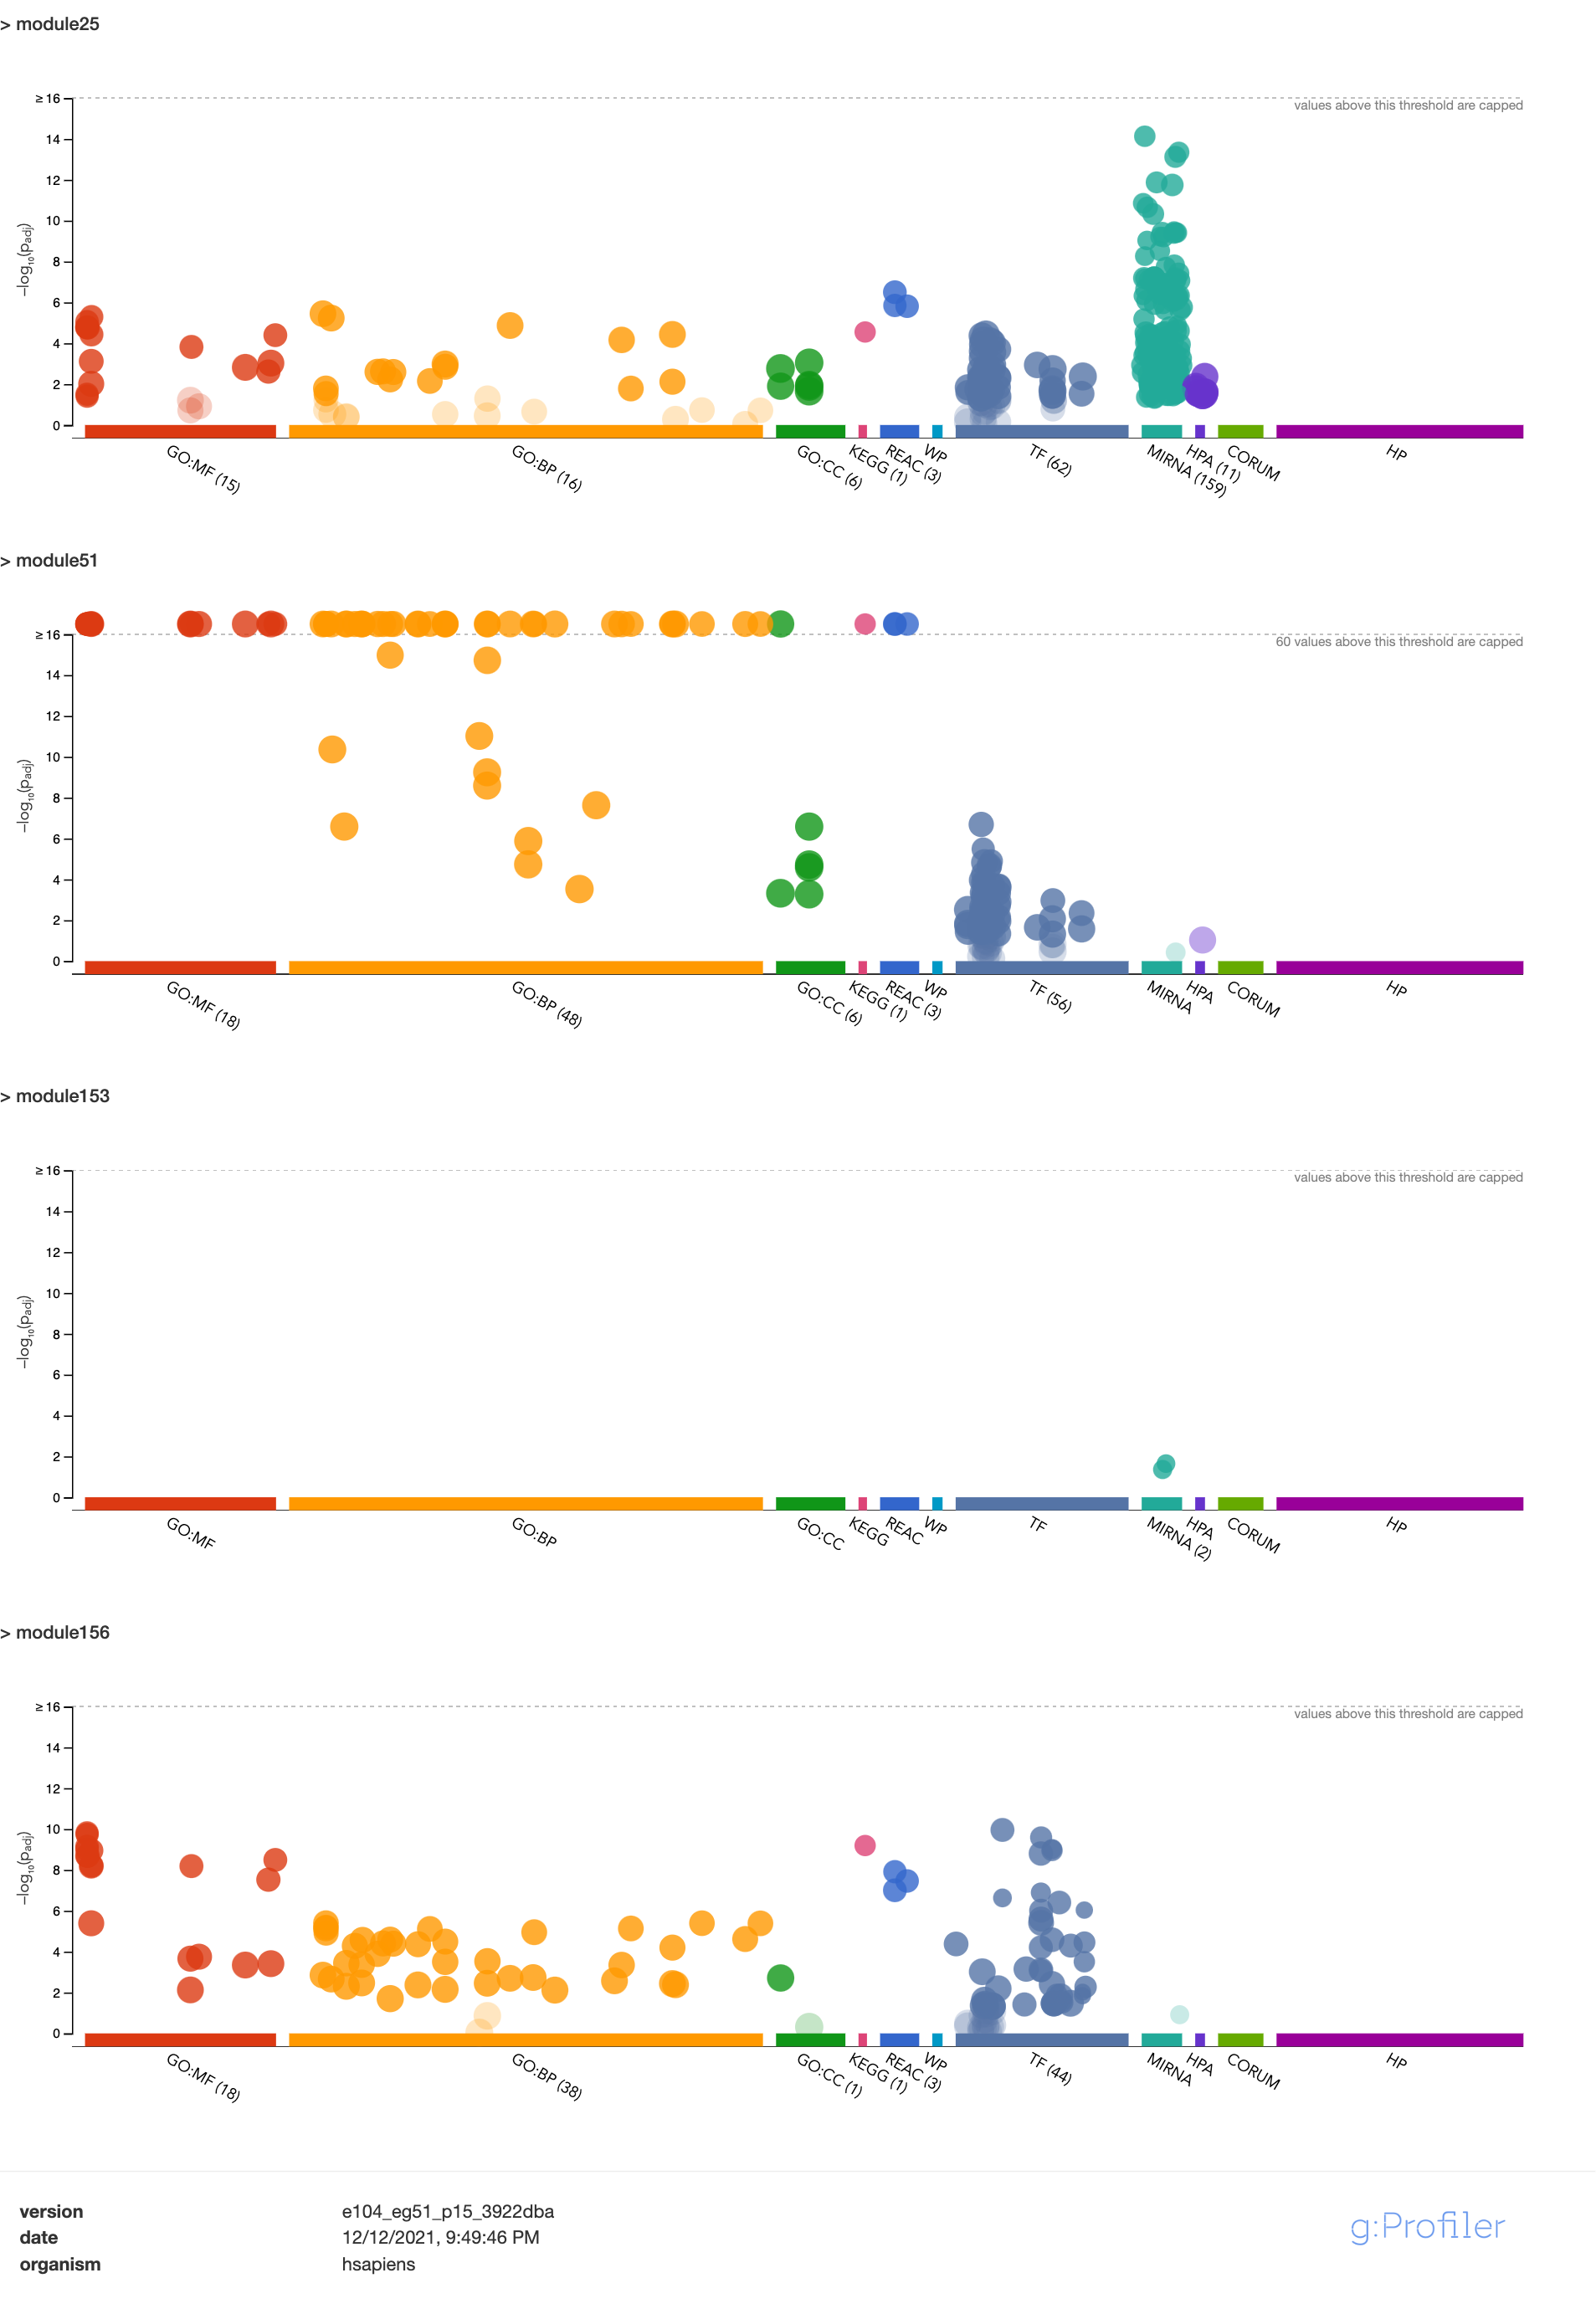 > module25
≥ 16
values above this threshold are capped
14
12
10
8
6
4
2
0
−log10(padj)
GO:MF (15)
GO:BP (16)
GO:CC (6)
KEGG (1)
REAC (3)
WP
TF (62)
MIRNA (159)
HPA (11)
CORUM
HP
> module51
≥ 16
60 values above this threshold are capped
14
12
10
8
6
4
2
0
−log10(padj)
GO:MF (18)
GO:BP (48)
GO:CC (6)
KEGG (1)
REAC (3)
WP
TF (56)
MIRNA
HPA
CORUM
HP
> module153
≥ 16
values above this threshold are capped
14
12
10
8
6
4
2
0
−log10(padj)
GO:MF
GO:BP
GO:CC
KEGG
REAC
WP
TF
MIRNA (2)
HPA
CORUM
HP
> module156
≥ 16
values above this threshold are capped
14
12
10
8
6
4
2
0
−log10(padj)
GO:MF (18)
GO:BP (38)
GO:CC (1)
KEGG (1)
REAC (3)
WP
TF (44)
MIRNA
HPA
CORUM
HP
version e104_eg51_p15_3922dba
date 12/12/2021, 9:49:46 PM
organism hsapiens
g:Profiler